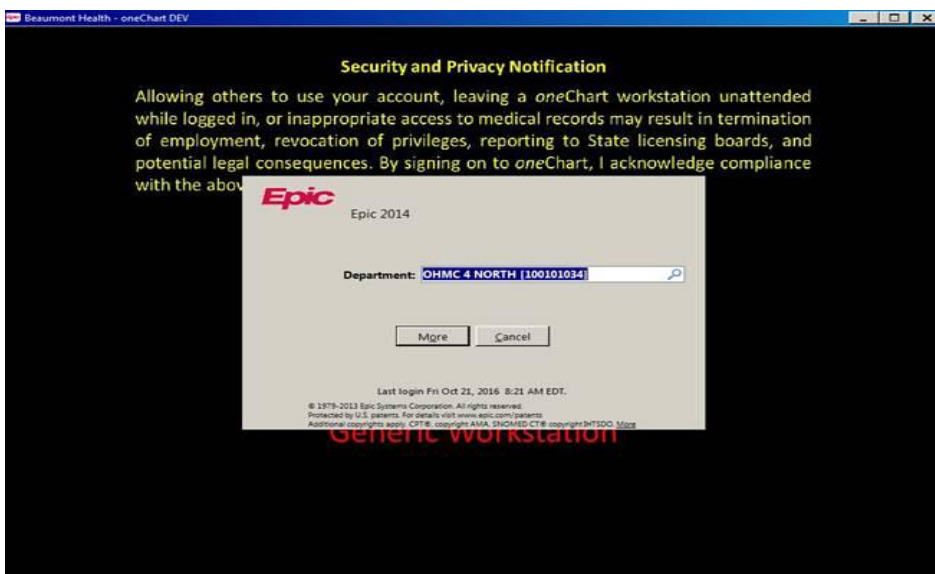 Beaumont Health - oneChart DEV
Security and Privacy Notification
Allowing others to use your account, leaving a oneChart workstation unattended
while logged in, or inappropriate access to medical records may result in termination
of employment, revocation of privileges, reporting to State licensing boards, and
potential legal consequences. By signing on to oneChart, I acknowledge compliance
with the abov
Epic
Epic 2014
Department: OHMC 4 NORTH [100101034]
More Cancel
Last login Fri Oct 21, 2016 8:21 AM EDT.
© 1979-2013 Epic Systems Corporation. All rights reserved.
Protected by U.S. patents. For details visit www.epic.com/patents
Additional copyrights apply. CPT®, copyright AMA. SNOMED CT® copyright IHTSDO. More
Generic Workstation